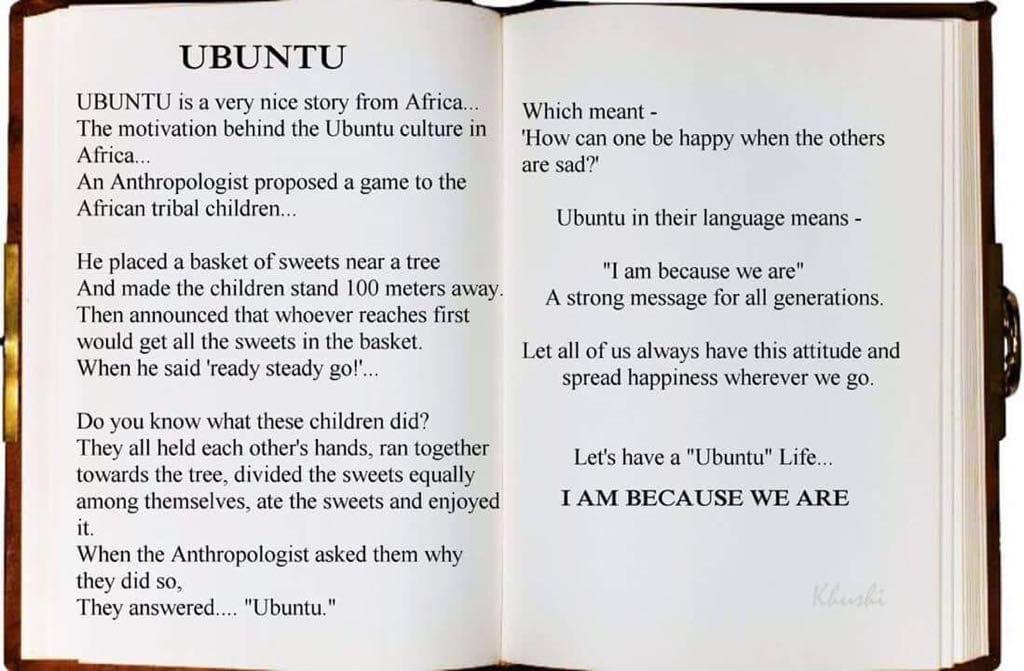 UBUNTU
UBUNTU is a very nice story from Africa...
The motivation behind the Ubuntu culture in
Africa...
An Anthropologist proposed a game to the
African tribal children...
He placed a basket of sweets near a tree
And made the children stand 100 meters away.
Then announced that whoever reaches first
would get all the sweets in the basket.
When he said 'ready steady go!'...
Do you know what these children did?
They all held each other's hands, ran together
towards the tree, divided the sweets equally
among themselves, ate the sweets and enjoyed
it.
When the Anthropologist asked them why
they did so,
They answered.... "Ubuntu."
Which meant -
'How can one be happy when the others
are sad?'
Ubuntu in their language means -
"I am because we are"
A strong message for all generations.
Let all of us always have this attitude and
spread happiness wherever we go.
Let's have a "Ubuntu" Life...
I AM BECAUSE WE ARE
Khushi